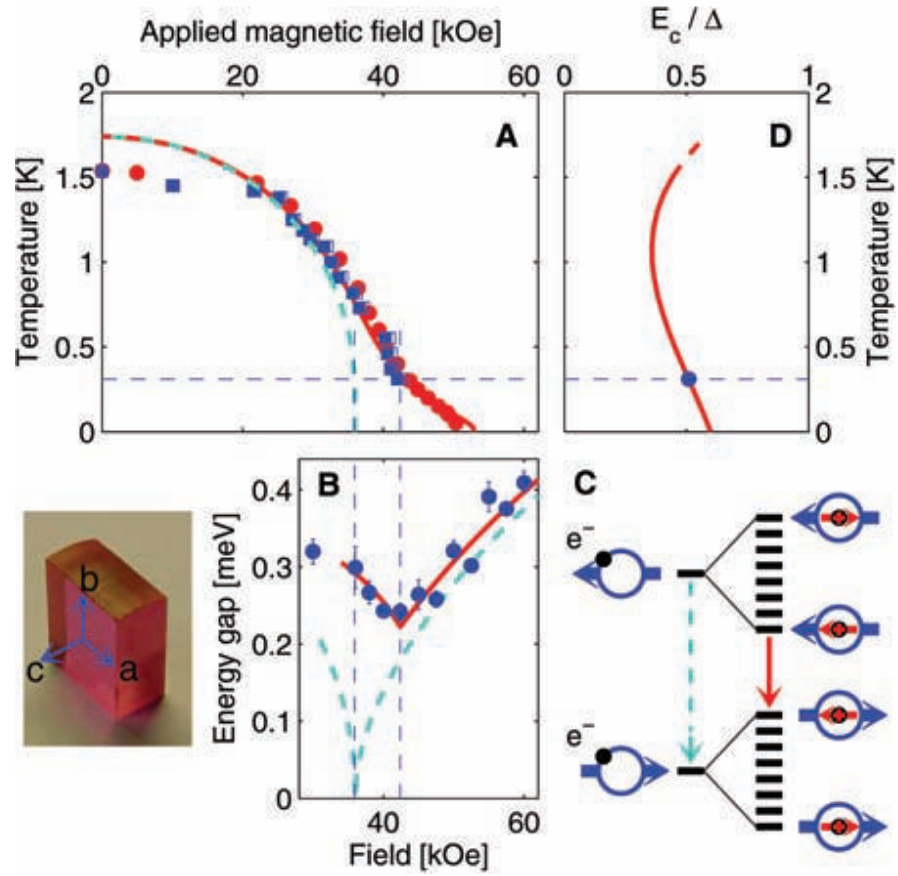 Applied magnetic field [kOe]
0 20 40 60
Temperature [K]
2
1.5
1
0.5
0
A
E_c / Δ
0 0.5 1
D
2
1.5
1
0.5
0
Temperature [K]
b
c
a
B
Energy gap [meV]
0.4
0.3
0.2
0.1
0
40 60
Field [kOe]
C
e⁻
e⁻